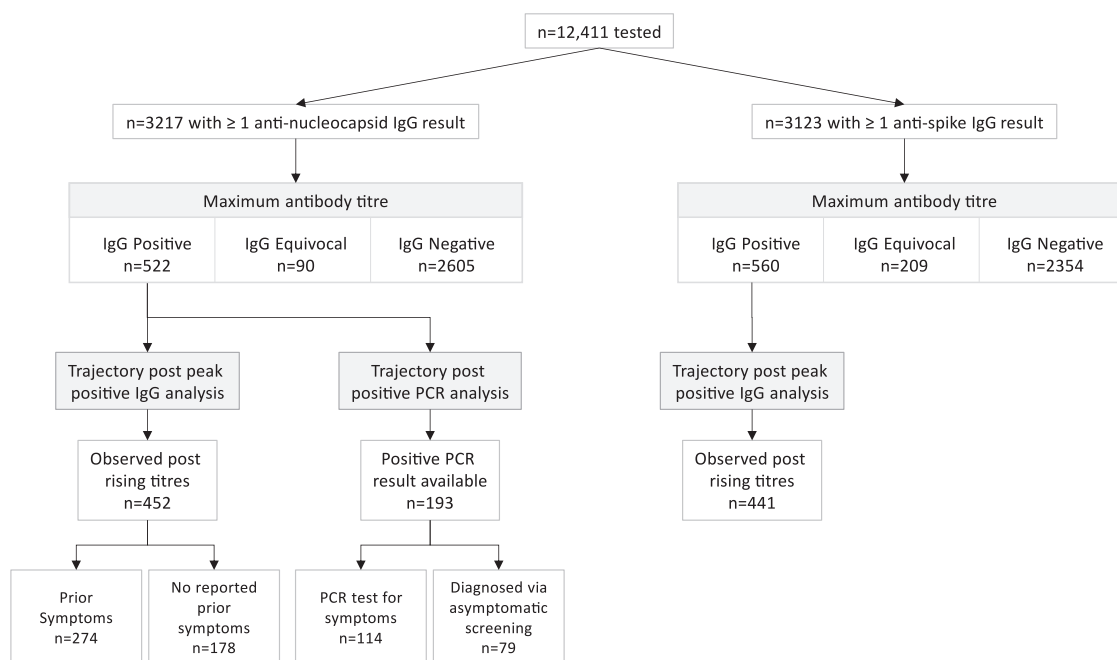 n=12,411 tested
n=3217 with ≥ 1 anti-nucleocapsid IgG result
n=3123 with ≥ 1 anti-spike IgG result
Maximum antibody titre
IgG Positive
n=522
IgG Equivocal
n=90
IgG Negative
n=2605
Maximum antibody titre
IgG Positive
n=560
IgG Equivocal
n=209
IgG Negative
n=2354
Trajectory post peak
positive IgG analysis
Trajectory post
positive PCR analysis
Trajectory post peak
positive IgG analysis
Observed post
rising titres
n=452
Positive PCR
result available
n=193
Observed post
rising titres
n=441
Prior
Symptoms
n=274
No reported
prior
symptoms
n=178
PCR test for
symptoms
n=114
Diagnosed via
asymptomatic
screening
n=79